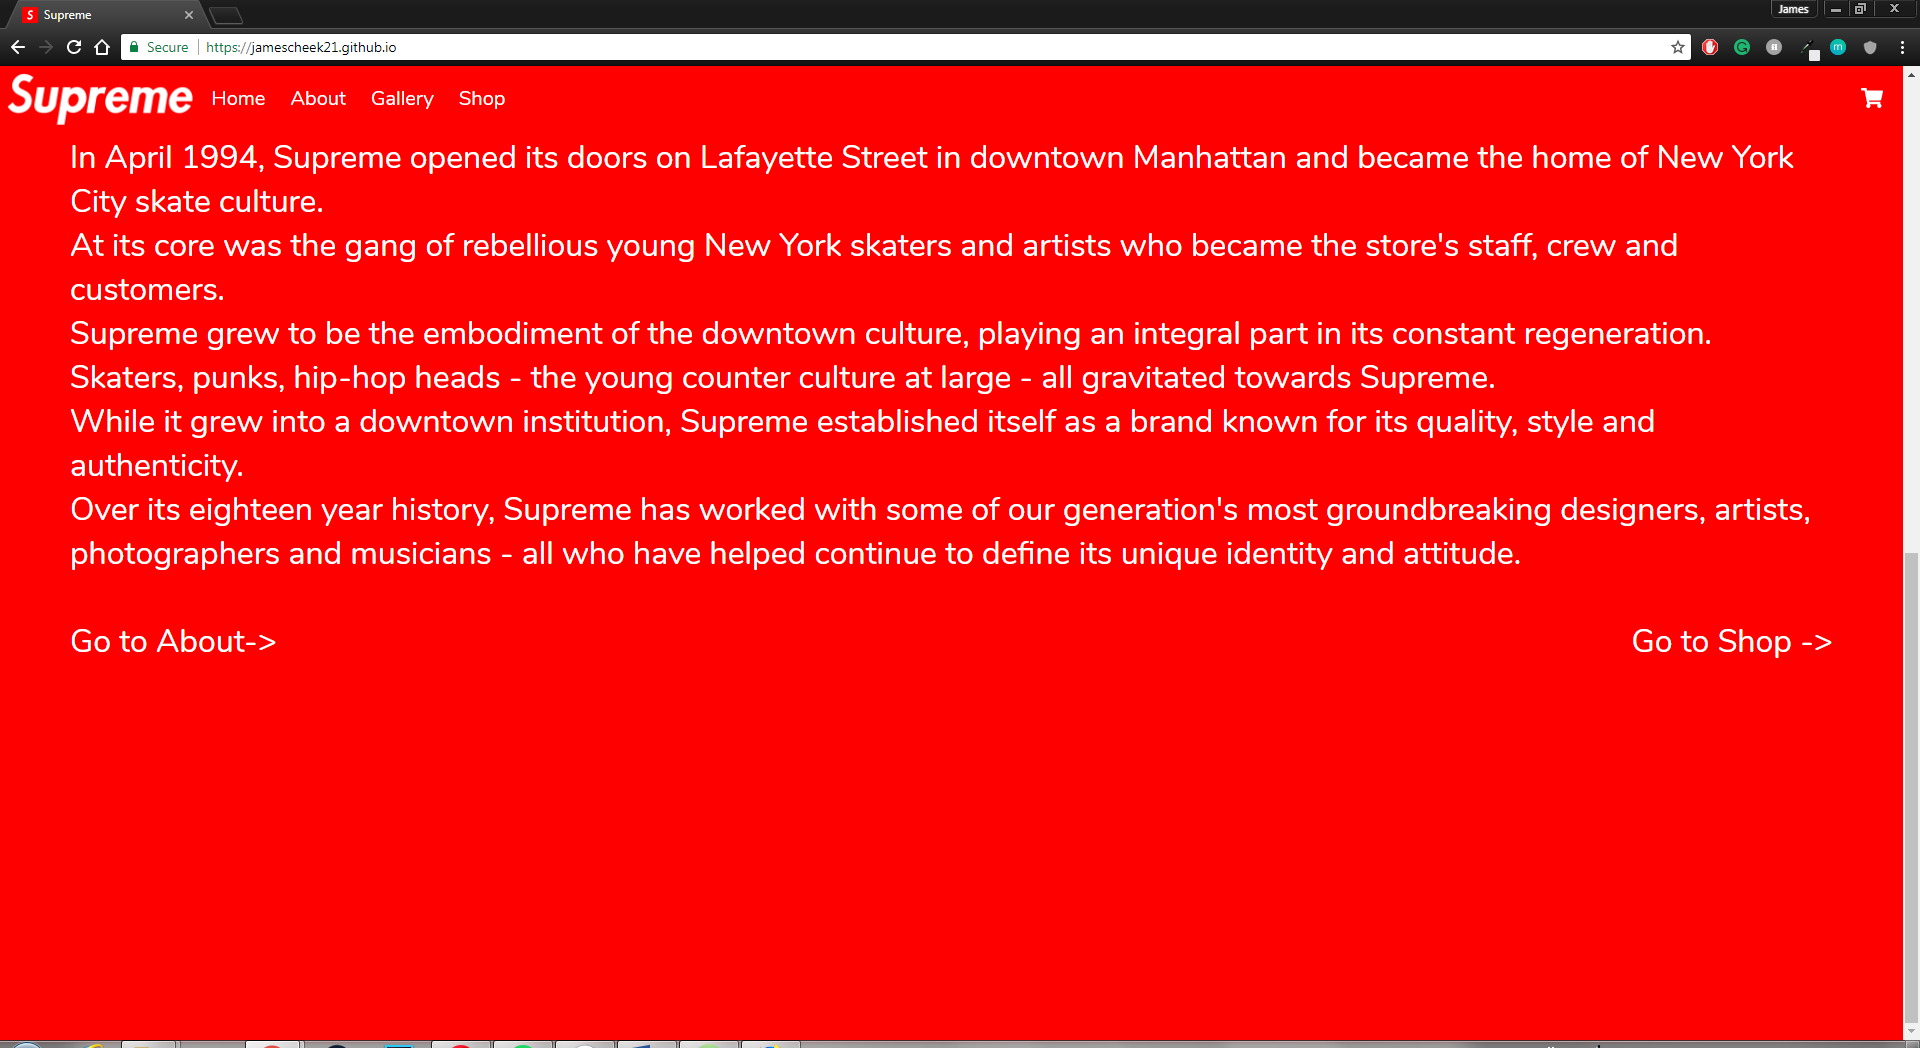 Supreme
James
Secure https://jamescheek21.github.io
Supreme Home About Gallery Shop
In April 1994, Supreme opened its doors on Lafayette Street in downtown Manhattan and became the home of New York
City skate culture.
At its core was the gang of rebellious young New York skaters and artists who became the store's staff, crew and
customers.
Supreme grew to be the embodiment of the downtown culture, playing an integral part in its constant regeneration.
Skaters, punks, hip-hop heads - the young counter culture at large - all gravitated towards Supreme.
While it grew into a downtown institution, Supreme established itself as a brand known for its quality, style and
authenticity.
Over its eighteen year history, Supreme has worked with some of our generation's most groundbreaking designers, artists,
photographers and musicians - all who have helped continue to define its unique identity and attitude.
Go to About-> Go to Shop ->